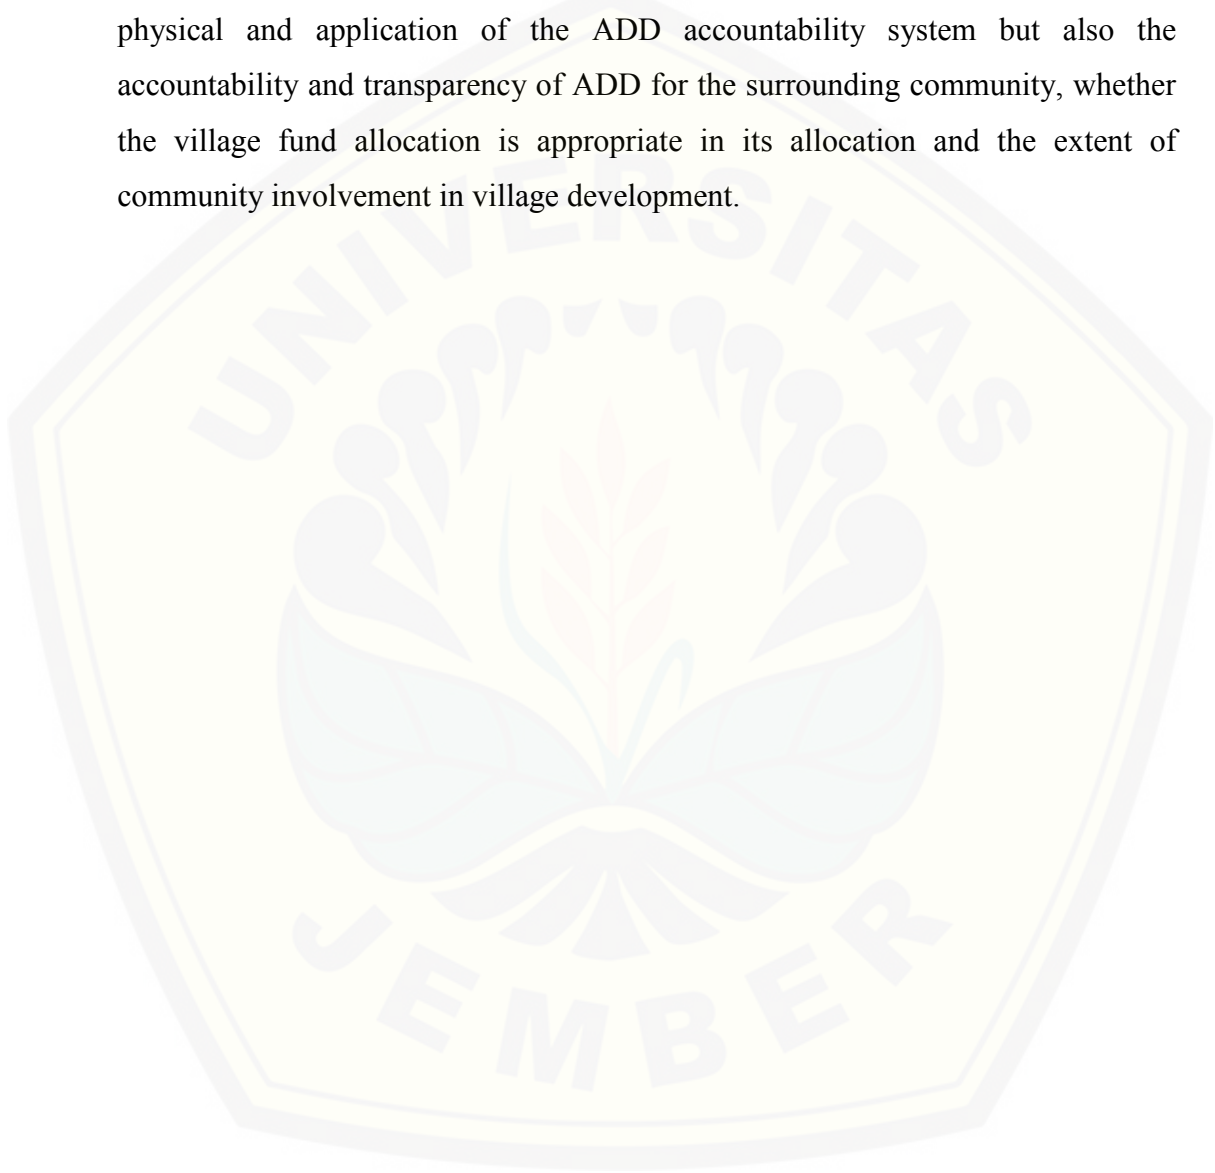 physical and application of the ADD accountability system but also the
accountability and transparency of ADD for the surrounding community, whether
the village fund allocation is appropriate in its allocation and the extent of
community involvement in village development.
UNIVERSITAS
JEMBER